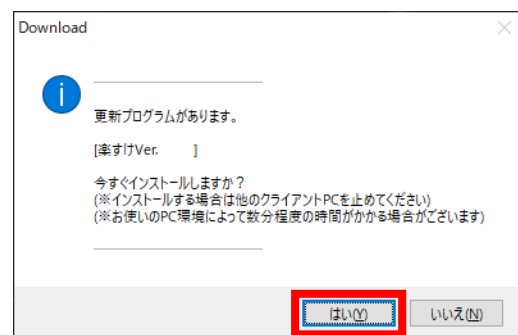 Download
更新プログラムがあります。
[楽すけVer.　　]
今すぐインストールしますか？
(※インストールする場合は他のクライアントPCを止めてください)
(※お使いのPC環境によって数分程度の時間がかかる場合がございます)
はい(Y)
いいえ(N)